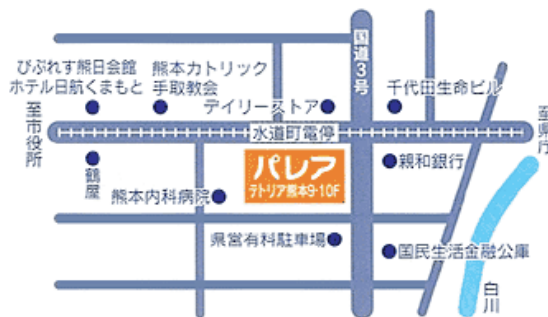 国道3号
びぷれす熊日会館
ホテル日航くまもと
熊本カトリック
手取教会
デイリーストア
千代田生命ビル
至市役所
至県庁
水道町電停
鶴屋
パレア
テトリア熊本9・10F
親和銀行
熊本内科病院
県営有料駐車場
国民生活金融公庫
白川